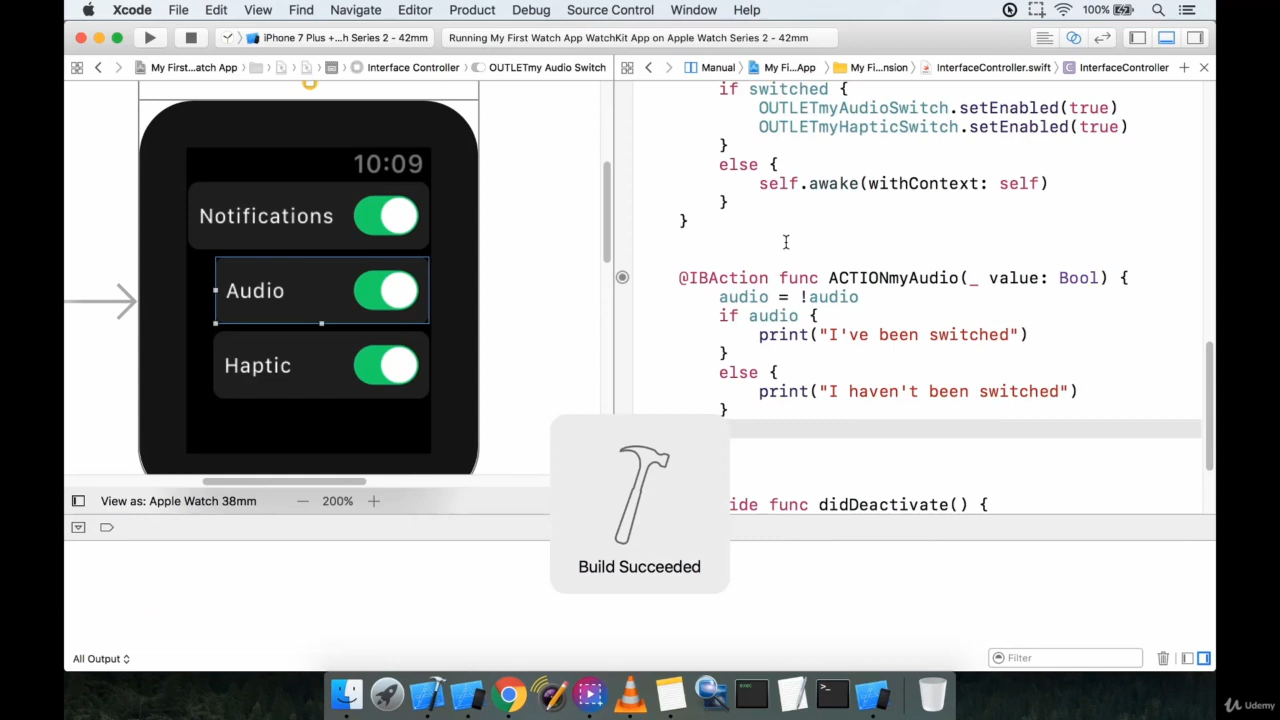 Xcode File Edit View Find Navigate Editor Product Debug Source Control Window Help 100%
iPhone 7 Plus +...h Series 2 - 42mm Running My First Watch App WatchKit App on Apple Watch Series 2 - 42mm
My First...atch App Interface Controller OUTLETmy Audio Switch Manual My Fi...App My Fi...nsion InterfaceController.swift InterfaceController
if switched {
OUTLETmyAudioSwitch.setEnabled(true)
OUTLETmyHapticSwitch.setEnabled(true)
}
else {
self.awake(withContext: self)
}
}
@IBAction func ACTIONmyAudio(_ value: Bool) {
audio = !audio
if audio {
print("I've been switched")
}
else {
print("I haven't been switched")
}
ide func didDeactivate() {
10:09
Notifications
Audio
Haptic
Build Succeeded
View as: Apple Watch 38mm — 200% +
All Output
Filter
exec
Udemy